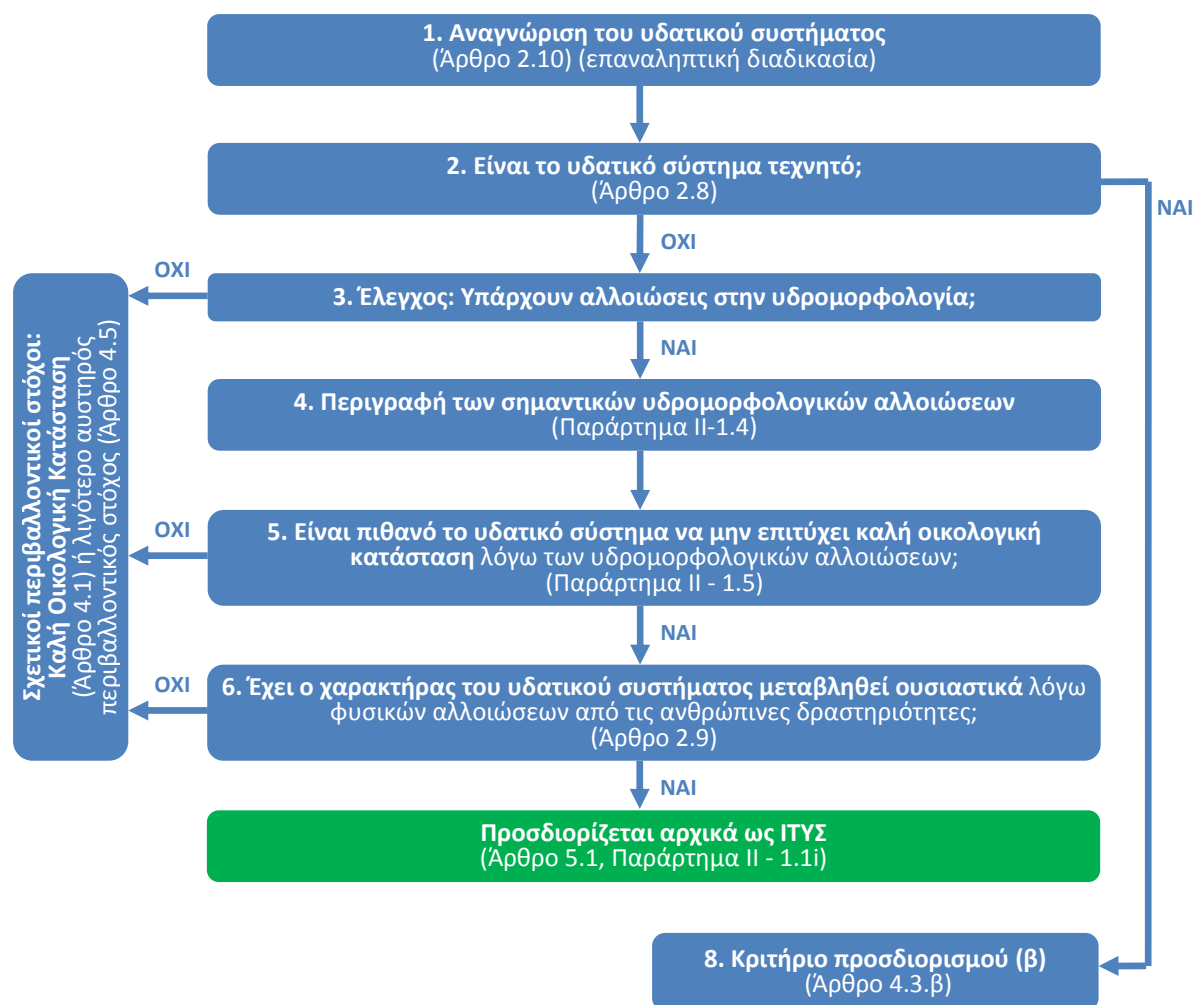 1. Αναγνώριση του υδατικού συστήματος
(Άρθρο 2.10) (επαναληπτική διαδικασία)
2. Είναι το υδατικό σύστημα τεχνητό;
(Άρθρο 2.8)
ΝΑΙ
ΟΧΙ
ΟΧΙ
3. Έλεγχος: Υπάρχουν αλλοιώσεις στην υδρομορφολογία;
ΝΑΙ
4. Περιγραφή των σημαντικών υδρομορφολογικών αλλοιώσεων
(Παράρτημα ΙΙ-1.4)
ΟΧΙ
5. Είναι πιθανό το υδατικό σύστημα να μην επιτύχει καλή οικολογική
κατάσταση λόγω των υδρομορφολογικών αλλοιώσεων;
(Παράρτημα ΙΙ - 1.5)
ΝΑΙ
ΟΧΙ
6. Έχει ο χαρακτήρας του υδατικού συστήματος μεταβληθεί ουσιαστικά λόγω
φυσικών αλλοιώσεων από τις ανθρώπινες δραστηριότητες;
(Άρθρο 2.9)
ΝΑΙ
Σχετικοί περιβαλλοντικοί στόχοι:
Καλή Οικολογική Κατάσταση
(Άρθρο 4.1) ή λιγότερο αυστηρός
περιβαλλοντικός στόχος (Άρθρο 4.5)
Προσδιορίζεται αρχικά ως ΙΤΥΣ
(Άρθρο 5.1, Παράρτημα ΙΙ - 1.1i)
8. Κριτήριο προσδιορισμού (β)
(Άρθρο 4.3.β)